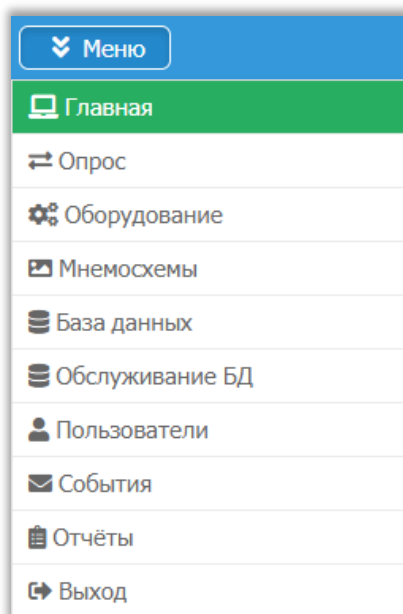 Меню
Главная
Опрос
Оборудование
Мнемосхемы
База данных
Обслуживание БД
Пользователи
События
Отчёты
Выход